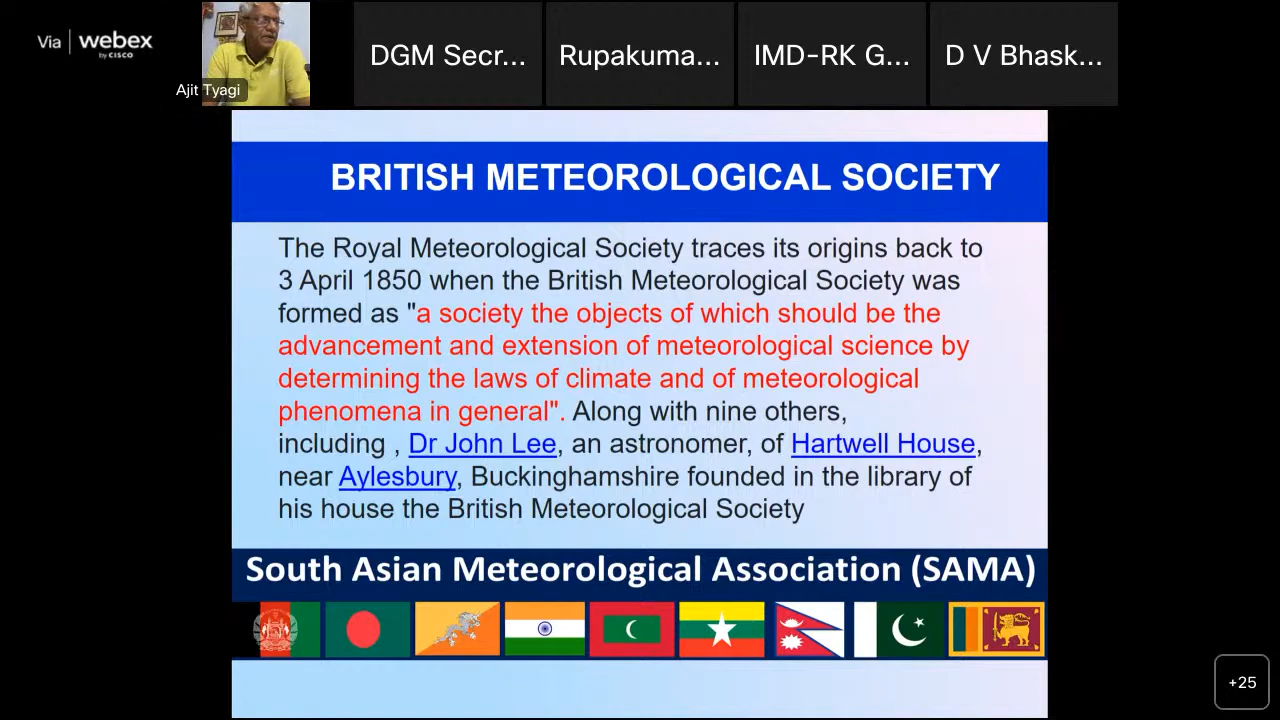 Via webex
by CISCO
Ajit Tyagi
DGM Secr...
Rupakuma...
IMD-RK G...
D V Bhask...
BRITISH METEOROLOGICAL SOCIETY
The Royal Meteorological Society traces its origins back to
3 April 1850 when the British Meteorological Society was
formed as "a society the objects of which should be the
advancement and extension of meteorological science by
determining the laws of climate and of meteorological
phenomena in general". Along with nine others,
including , Dr John Lee, an astronomer, of Hartwell House,
near Aylesbury, Buckinghamshire founded in the library of
his house the British Meteorological Society
South Asian Meteorological Association (SAMA)
+25